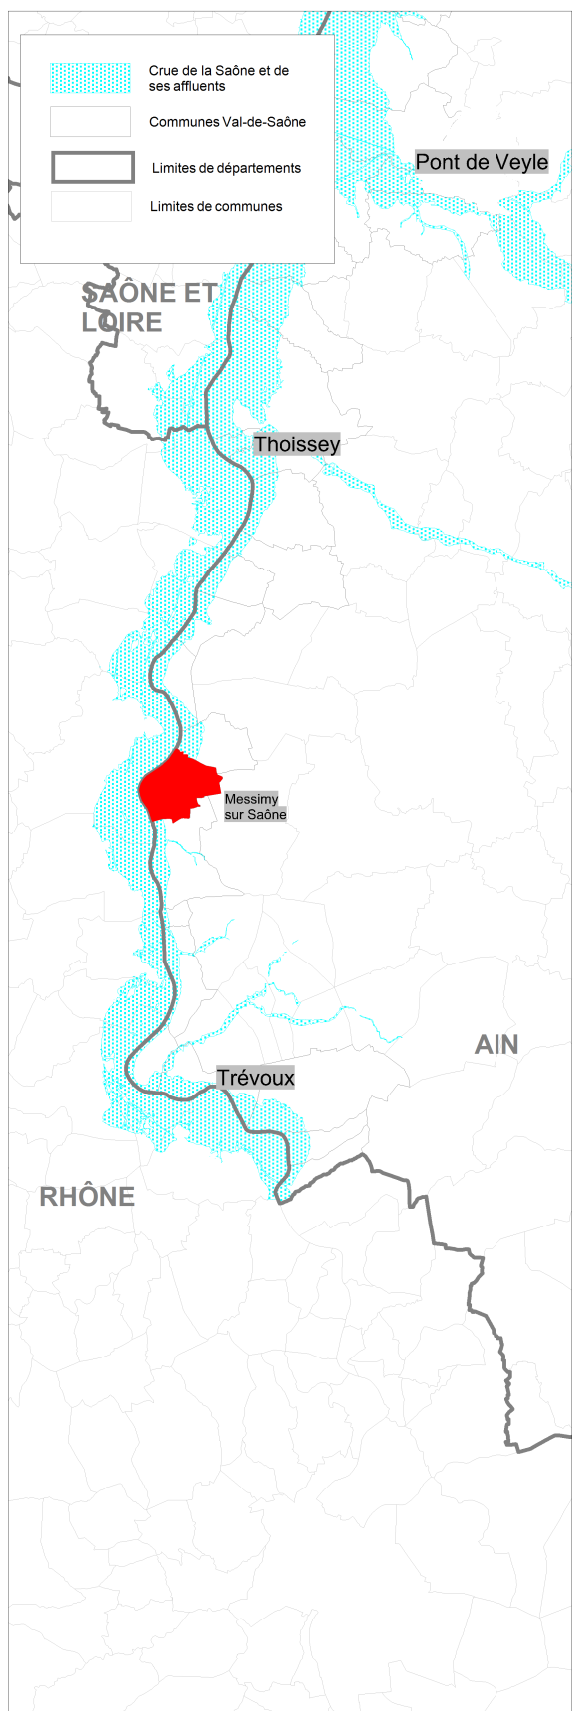 Crue de la Saône et de
ses affluents
Communes Val-de-Saône
Limites de départements
Limites de communes
Pont de Veyle
SAÔNE ET
LOIRE
Thoissey
Messimy
sur Saône
AIN
Trévoux
RHÔNE